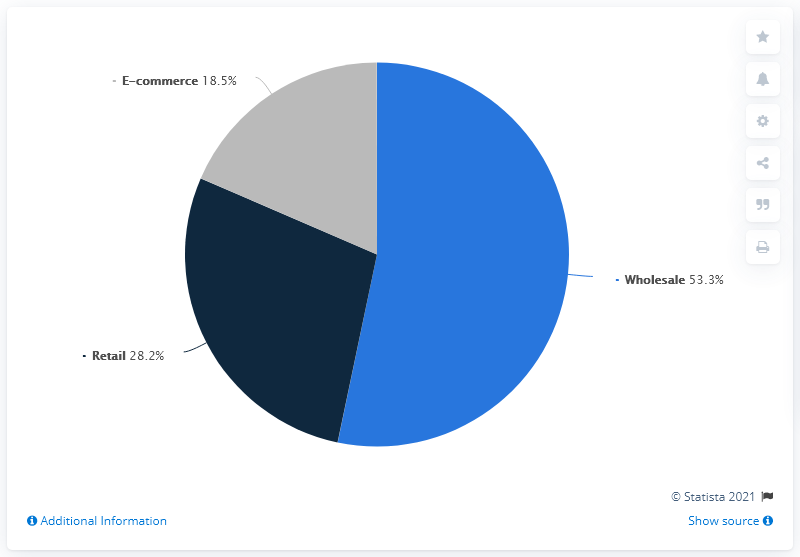 E-commerce 18.5%
Wholesale 53.3%
Retail 28.2%
© Statista 2021
Additional Information
Show source